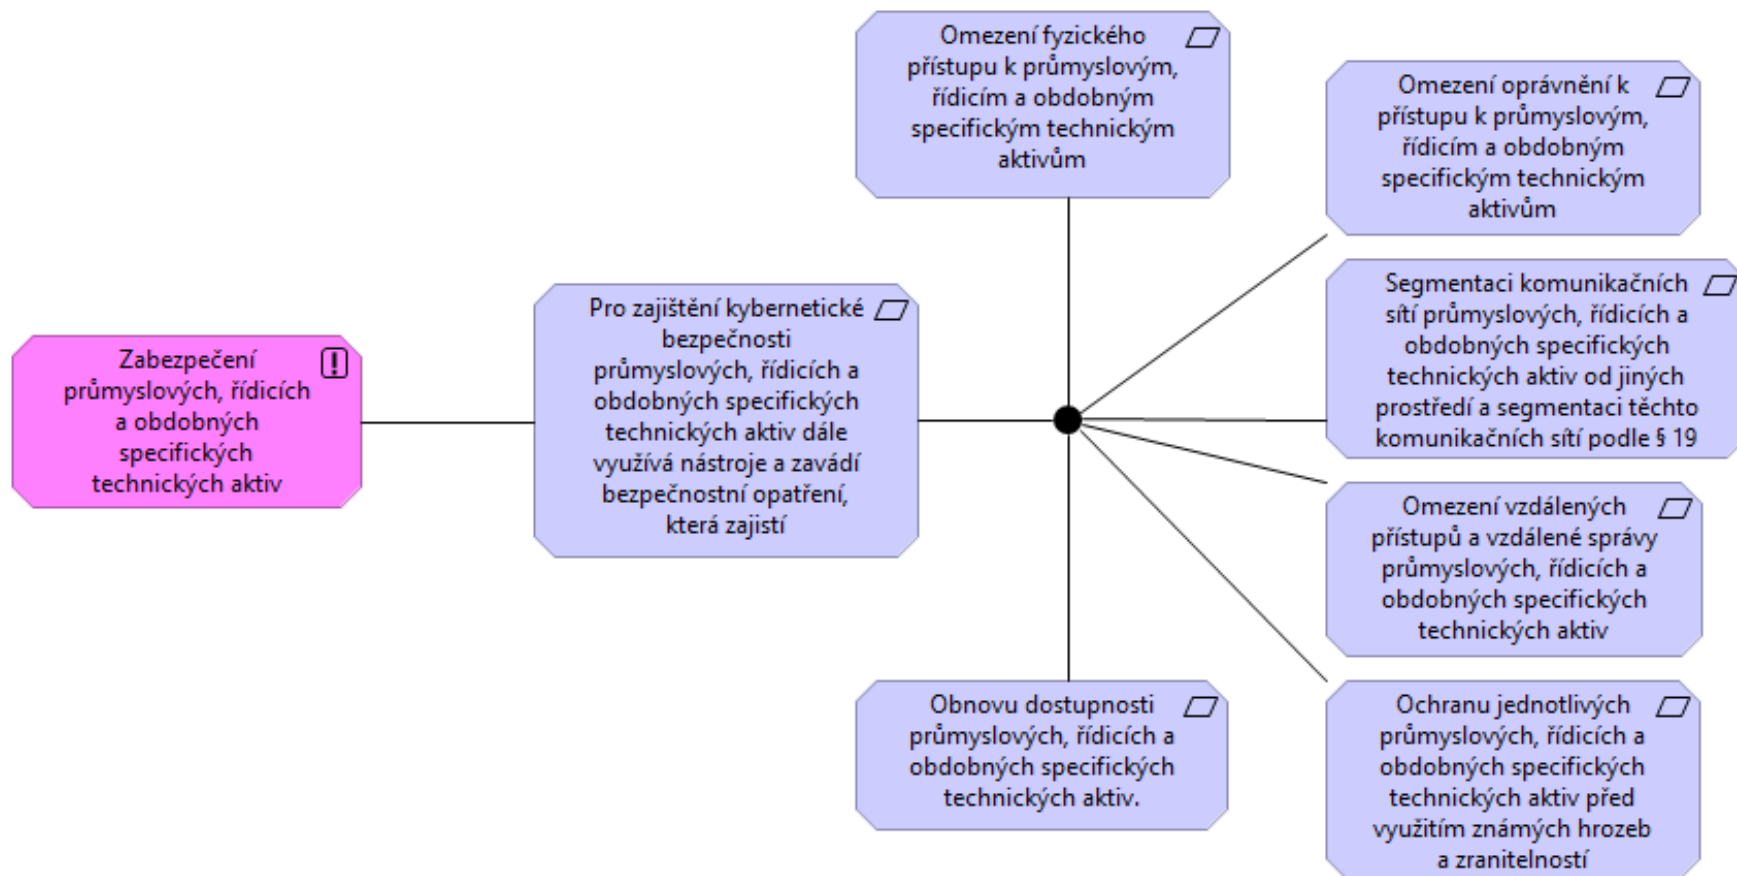 Zabezpečení
průmyslových, řídicích
a obdobných
specifických
technických aktiv
Pro zajištění kybernetické
bezpečnosti
průmyslových, řídicích a
obdobných specifických
technických aktiv dále
využívá nástroje a zavádí
bezpečnostní opatření,
která zajistí
Omezení fyzického
přístupu k průmyslovým,
řídicím a obdobným
specifickým technickým
aktivům
Omezení oprávnění k
přístupu k průmyslovým,
řídicím a obdobným
specifickým technickým
aktivům
Segmentaci komunikačních
sítí průmyslových, řídicích a
obdobných specifických
technických aktiv od jiných
prostředí a segmentaci těchto
komunikačních sítí podle § 19
Omezení vzdálených
přístupů a vzdálené správy
průmyslových, řídicích a
obdobných specifických
technických aktiv
Ochranu jednotlivých
průmyslových, řídicích a
obdobných specifických
technických aktiv před
využitím známých hrozeb
a zranitelností
Obnovu dostupnosti
průmyslových, řídicích a
obdobných specifických
technických aktiv.